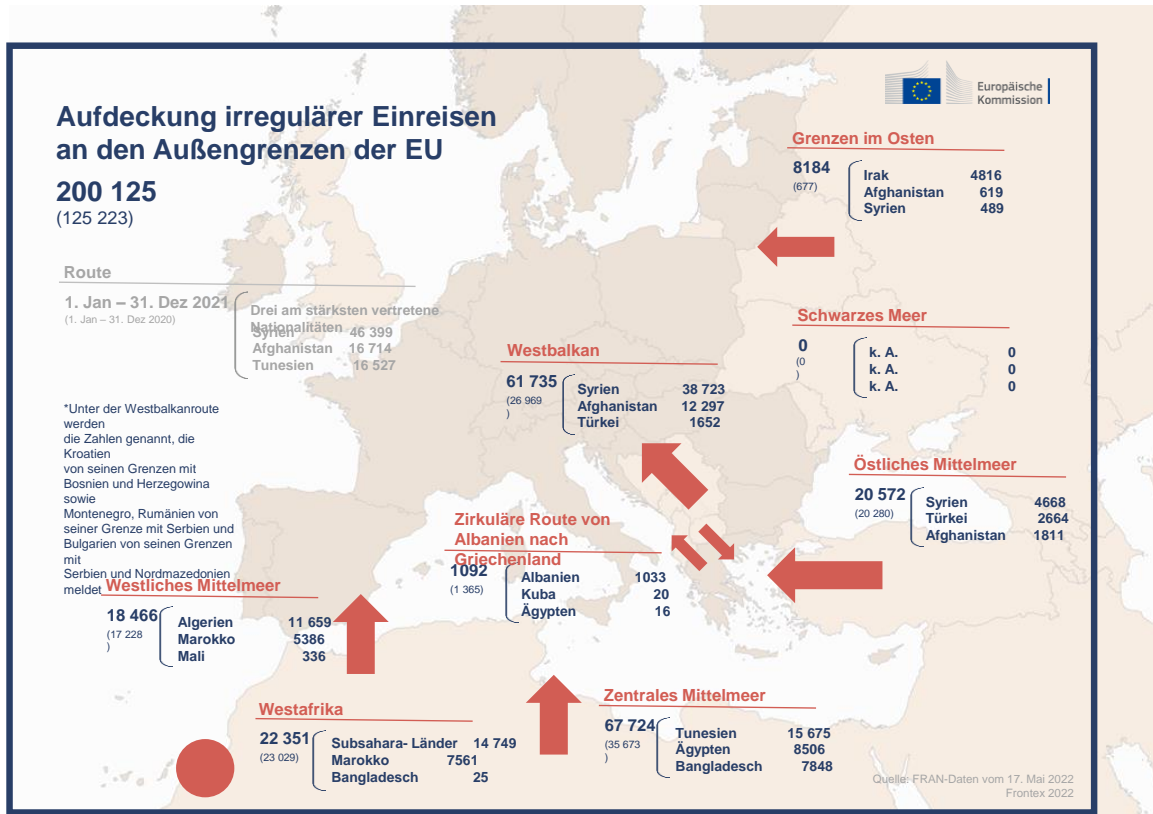 Europäische
Kommission
Aufdeckung irregulärer Einreisen
an den Außengrenzen der EU
200 125
(125 223)
Route
1. Jan – 31. Dez 2021
(1. Jan – 31. Dez 2020)
Drei am stärksten vertretene
Nationalitäten
Syrien 46 399
Afghanistan 16 714
Tunesien 16 527
*Unter der Westbalkanroute
werden
die Zahlen genannt, die
Kroatien
von seinen Grenzen mit
Bosnien und Herzegowina
sowie
Montenegro, Rumänien von
seiner Grenze mit Serbien und
Bulgarien von seinen Grenzen
mit
Serbien und Nordmazedonien
meldet
Grenzen im Osten
8184
(677)
Irak 4816
Afghanistan 619
Syrien 489
Schwarzes Meer
0
(0
)
k. A. 0
k. A. 0
k. A. 0
Westbalkan
61 735
(26 969
)
Syrien 38 723
Afghanistan 12 297
Türkei 1652
Östliches Mittelmeer
20 572
(20 280)
Syrien 4668
Türkei 2664
Afghanistan 1811
Zirkuläre Route von
Albanien nach
Griechenland
1092
(1 365)
Albanien 1033
Kuba 20
Ägypten 16
Westliches Mittelmeer
18 466
(17 228
)
Algerien 11 659
Marokko 5386
Mali 336
Westafrika
22 351
(23 029)
Subsahara- Länder 14 749
Marokko 7561
Bangladesch 25
Zentrales Mittelmeer
67 724
(35 673
)
Tunesien 15 675
Ägypten 8506
Bangladesch 7848
Quelle: FRAN-Daten vom 17. Mai 2022
Frontex 2022